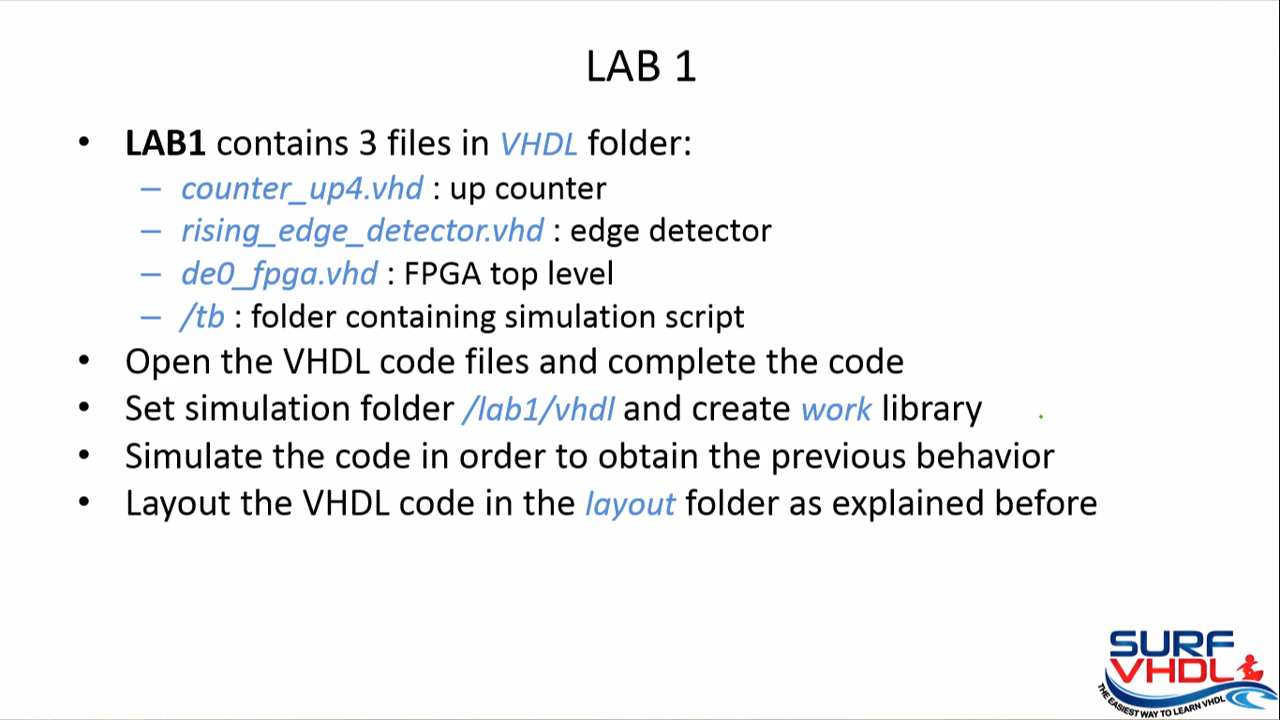 LAB 1
• LAB1 contains 3 files in VHDL folder:
– counter_up4.vhd : up counter
– rising_edge_detector.vhd : edge detector
– de0_fpga.vhd : FPGA top level
– /tb : folder containing simulation script
• Open the VHDL code files and complete the code
• Set simulation folder /lab1/vhdl and create work library
• Simulate the code in order to obtain the previous behavior
• Layout the VHDL code in the layout folder as explained before
SURF
VHDL
THE EASIEST WAY TO LEARN VHDL